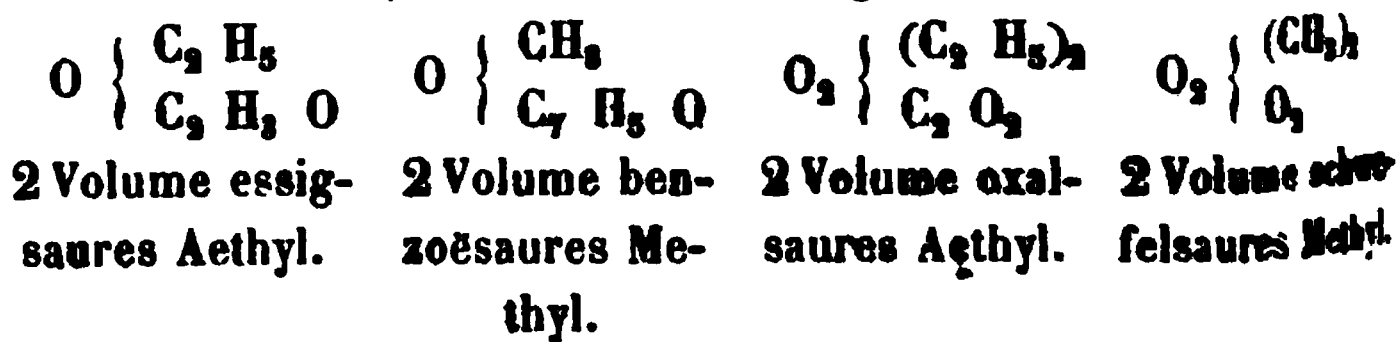 C₂ H₅ CH₃ (C₂ H₅)₂ (CH₃)₂
O { O { O₂ { O₂ {
C₂ H₃ O C₇ H₅ O C₂ O₂ O₂
2 Volume essig- 2 Volume ben- 2 Volume oxal- 2 Volume schwe-
saures Aethyl. zoësaures Me- saures Aethyl. felsaures Methyl.
thyl.